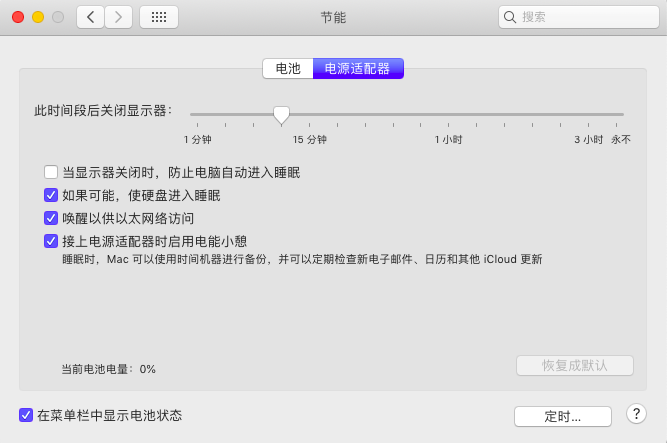 节能
搜索
电池 电源适配器
此时间段后关闭显示器:
1 分钟 15 分钟 1 小时 3 小时 永不
当显示器关闭时，防止电脑自动进入睡眠
如果可能，使硬盘进入睡眠
唤醒以供以太网络访问
接上电源适配器时启用电能小憩
睡眠时，Mac 可以使用时间机器进行备份，并可以定期检查新电子邮件、日历和其他 iCloud 更新
当前电池电量: 0%
恢复成默认
在菜单栏中显示电池状态
定时... ?